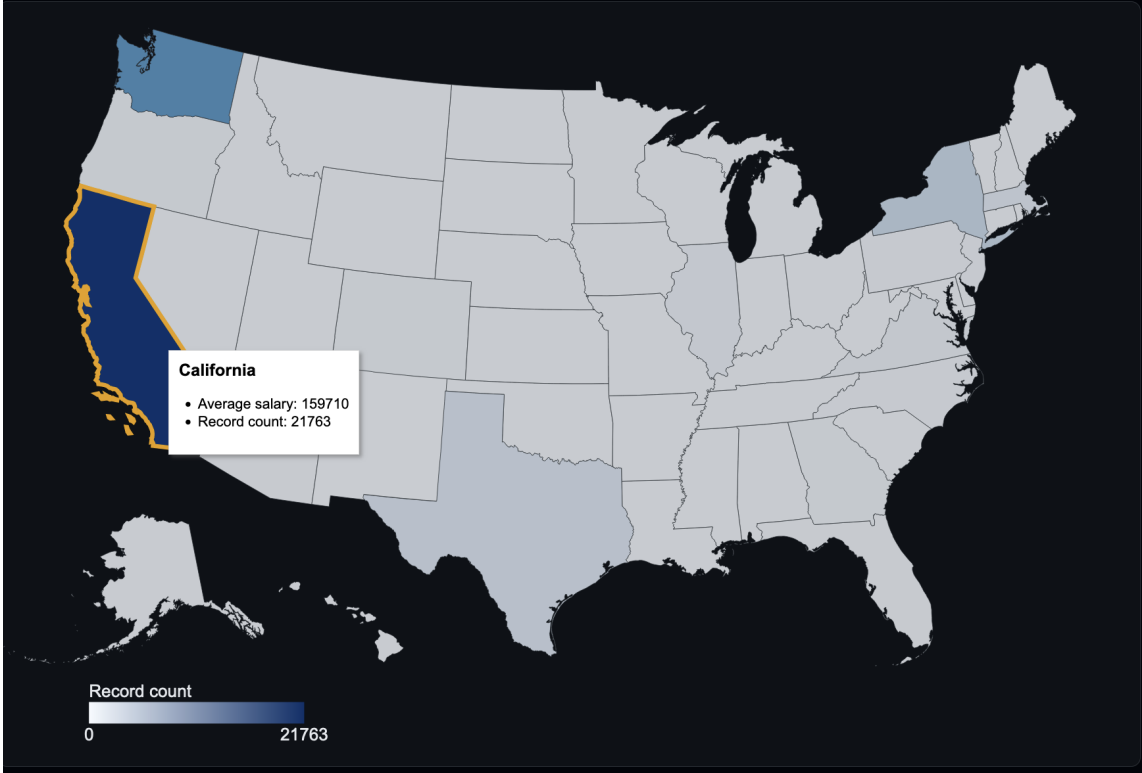 California
• Average salary: 159710
• Record count: 21763
Record count
0 21763